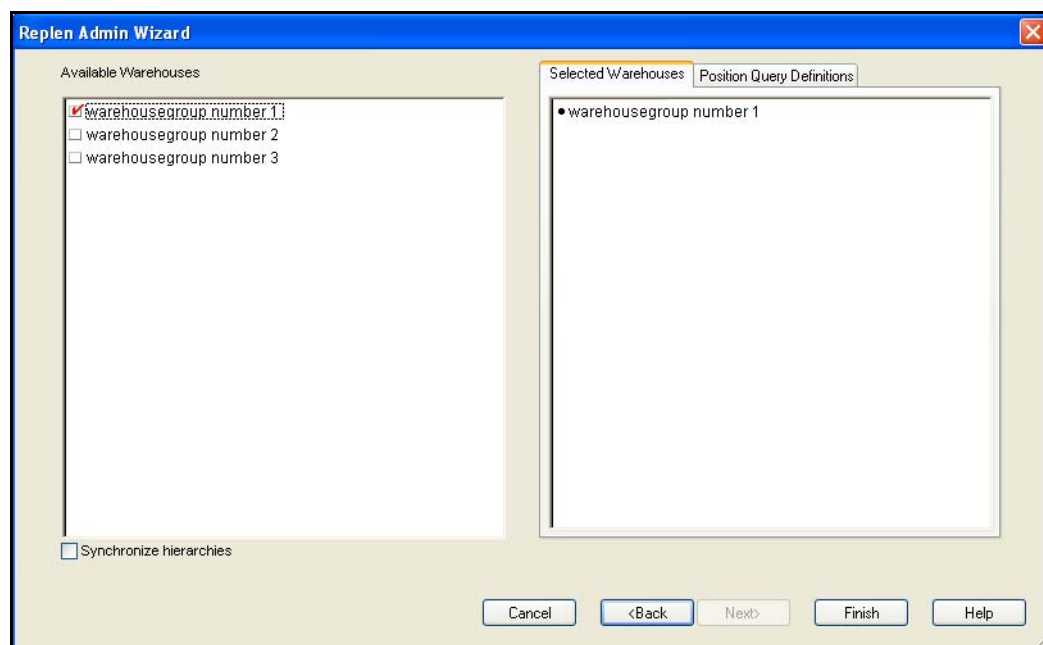 Replen Admin Wizard
Available Warehouses
warehousegroup number 1
warehousegroup number 2
warehousegroup number 3
Synchronize hierarchies
Selected Warehouses
Position Query Definitions
warehousegroup number 1
Cancel
<Back
Next>
Finish
Help